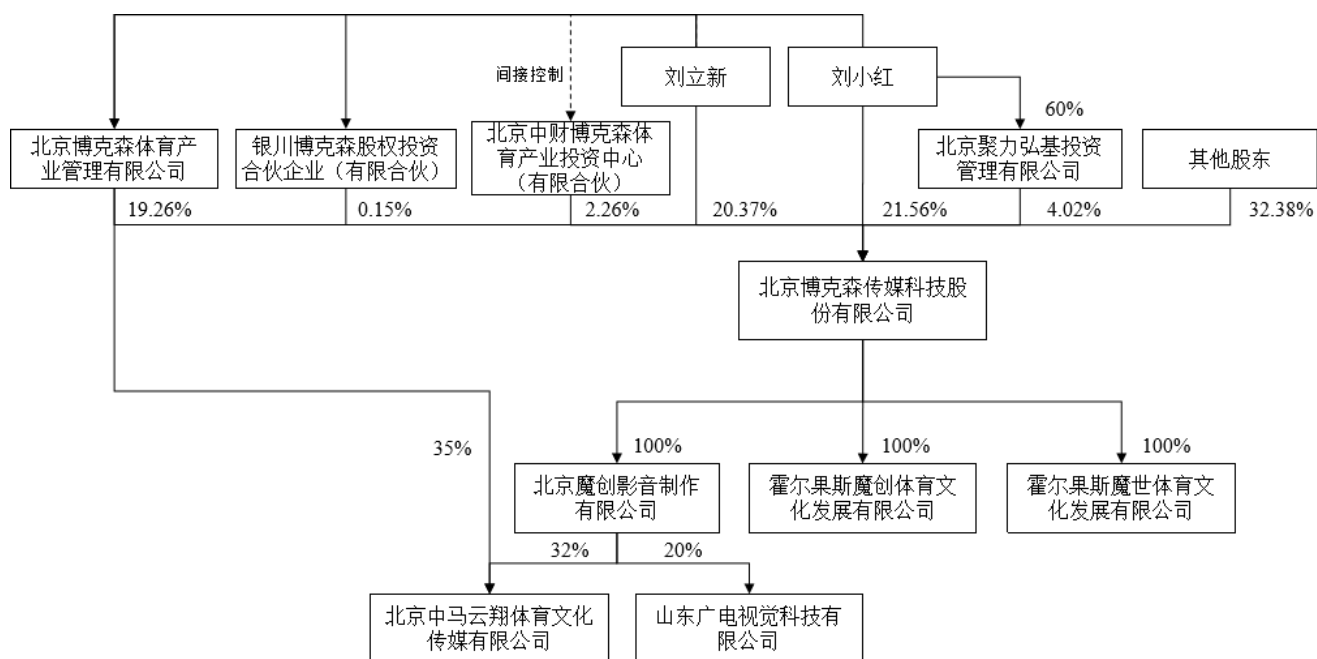 间接控制
刘立新
刘小红
60%
北京博克森体育产
业管理有限公司
银川博克森股权投资
合伙企业（有限合伙）
北京中财博克森体
育产业投资中心
（有限合伙）
北京聚力弘基投资
管理有限公司
其他股东
19.26%
0.15%
2.26%
20.37%
21.56%
4.02%
32.38%
北京博克森传媒科技股
份有限公司
35%
100%
100%
100%
北京魔创影音制作
有限公司
霍尔果斯魔创体育文
化发展有限公司
霍尔果斯魔世体育文
化发展有限公司
32%
20%
北京中马云翔体育文化
传媒有限公司
山东广电视觉科技有
限公司